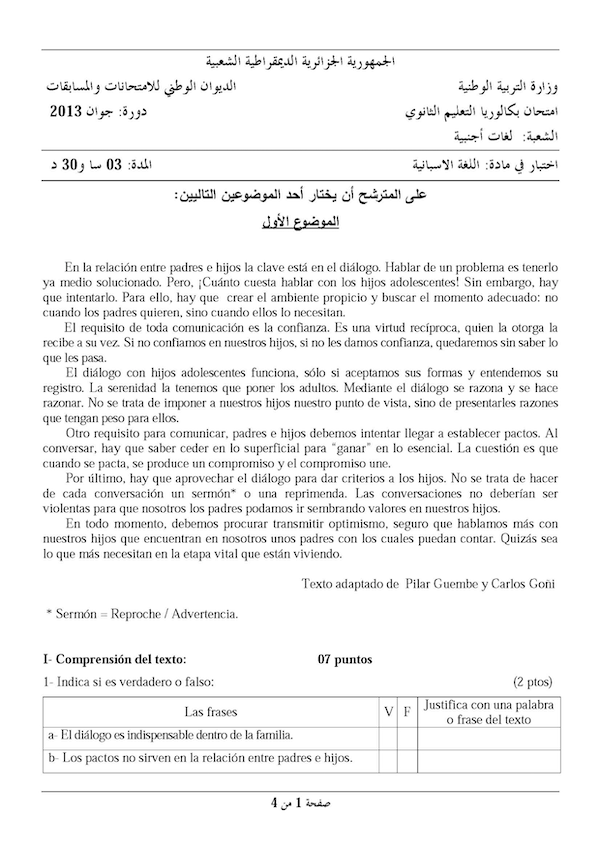 الجمهورية الجزائرية الديمقراطية الشعبية
وزارة التربية الوطنية
الديوان الوطني للامتحانات والمسابقات
امتحان بكالوريا التعليم الثانوي
دورة: جوان 2013
الشعبة: لغات أجنبية
اختبار في مادة: اللغة الاسبانية
المدة: 03 سا و30 د
على المترشح أن يختار أحد الموضوعين التاليين:
الموضوع الأول
En la relación entre padres e hijos la clave está en el diálogo. Hablar de un problema es tenerlo
ya medio solucionado. Pero, ¡Cuánto cuesta hablar con los hijos adolescentes! Sin embargo, hay
que intentarlo. Para ello, hay que crear el ambiente propicio y buscar el momento adecuado: no
cuando los padres quieren, sino cuando ellos lo necesitan.
El requisito de toda comunicación es la confianza. Es una virtud recíproca, quien la otorga la
recibe a su vez. Si no confiamos en nuestros hijos, si no les damos confianza, quedaremos sin saber lo
que les pasa.
El diálogo con hijos adolescentes funciona, sólo si aceptamos sus formas y entendemos su
registro. La serenidad la tenemos que poner los adultos. Mediante el diálogo se razona y se hace
razonar. No se trata de imponer a nuestros hijos nuestro punto de vista, sino de presentarles razones
que tengan peso para ellos.
Otro requisito para comunicar, padres e hijos debemos intentar llegar a establecer pactos. Al
conversar, hay que saber ceder en lo superficial para “ganar” en lo esencial. La cuestión es que
cuando se pacta, se produce un compromiso y el compromiso une.
Por último, hay que aprovechar el diálogo para dar criterios a los hijos. No se trata de hacer
de cada conversación un sermón* o una reprimenda. Las conversaciones no deberían ser
violentas para que nosotros los padres podamos ir sembrando valores en nuestros hijos.
En todo momento, debemos procurar transmitir optimismo, seguro que hablamos más con
nuestros hijos que encuentran en nosotros unos padres con los cuales puedan contar. Quizás sea
lo que más necesitan en la etapa vital que están viviendo.
Texto adaptado de Pilar Guembe y Carlos Goñi
* Sermón = Reproche / Advertencia.
I- Comprensión del texto: 07 puntos
1- Indica si es verdadero o falso: (2 ptos)
Las frases V F Justifica con una palabra
o frase del texto
a- El diálogo es indispensable dentro de la familia.
b- Los pactos no sirven en la relación entre padres e hijos.
صفحة 1 من 4